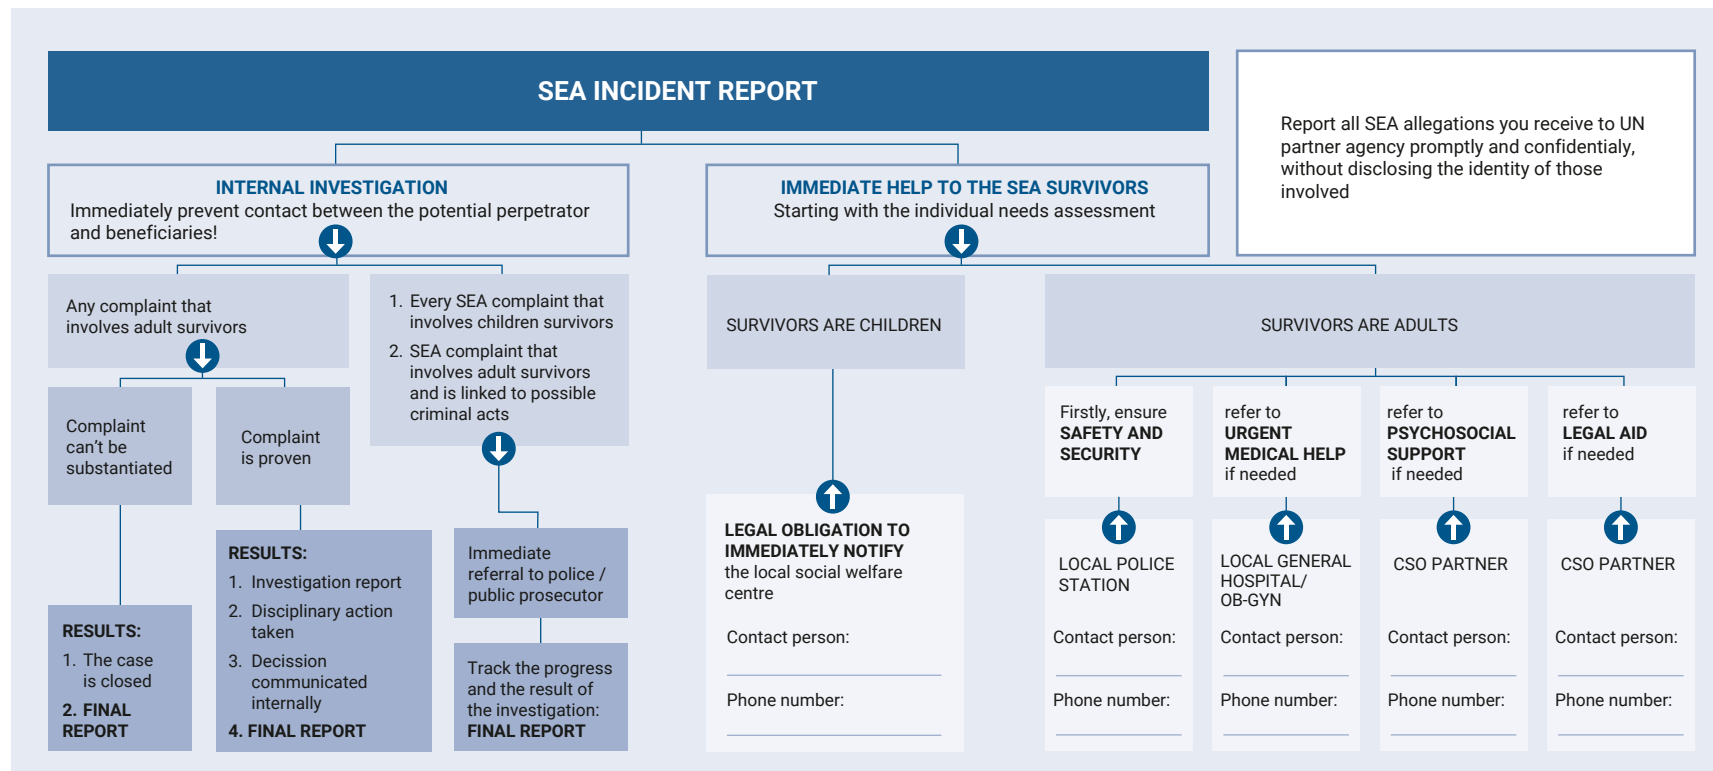 SEA INCIDENT REPORT
Report all SEA allegations you receive to UN
partner agency promptly and confidentialy,
without disclosing the identity of those
involved
INTERNAL INVESTIGATION
Immediately prevent contact between the potential perpetrator
and beneficiaries!
IMMEDIATE HELP TO THE SEA SURVIVORS
Starting with the individual needs assessment
Any complaint that
involves adult survivors
1. Every SEA complaint that
involves children survivors
2. SEA complaint that
involves adult survivors
and is linked to possible
criminal acts
Complaint
can't be
substantiated
Complaint
is proven
RESULTS:
1. The case
is closed
2. FINAL
REPORT
RESULTS:
1. Investigation report
2. Disciplinary action
taken
3. Decission
communicated
internally
4. FINAL REPORT
Immediate
referral to police /
public prosecutor
Track the progress
and the result of
the investigation:
FINAL REPORT
SURVIVORS ARE CHILDREN
LEGAL OBLIGATION TO
IMMEDIATELY NOTIFY
the local social welfare
centre
Contact person:
Phone number:
SURVIVORS ARE ADULTS
Firstly, ensure
SAFETY AND
SECURITY
LOCAL POLICE
STATION
Contact person:
Phone number:
refer to
URGENT
MEDICAL HELP
if needed
LOCAL GENERAL
HOSPITAL/
OB-GYN
Contact person:
Phone number:
refer to
PSYCHOSOCIAL
SUPPORT
if needed
CSO PARTNER
Contact person:
Phone number:
refer to
LEGAL AID
if needed
CSO PARTNER
Contact person:
Phone number: